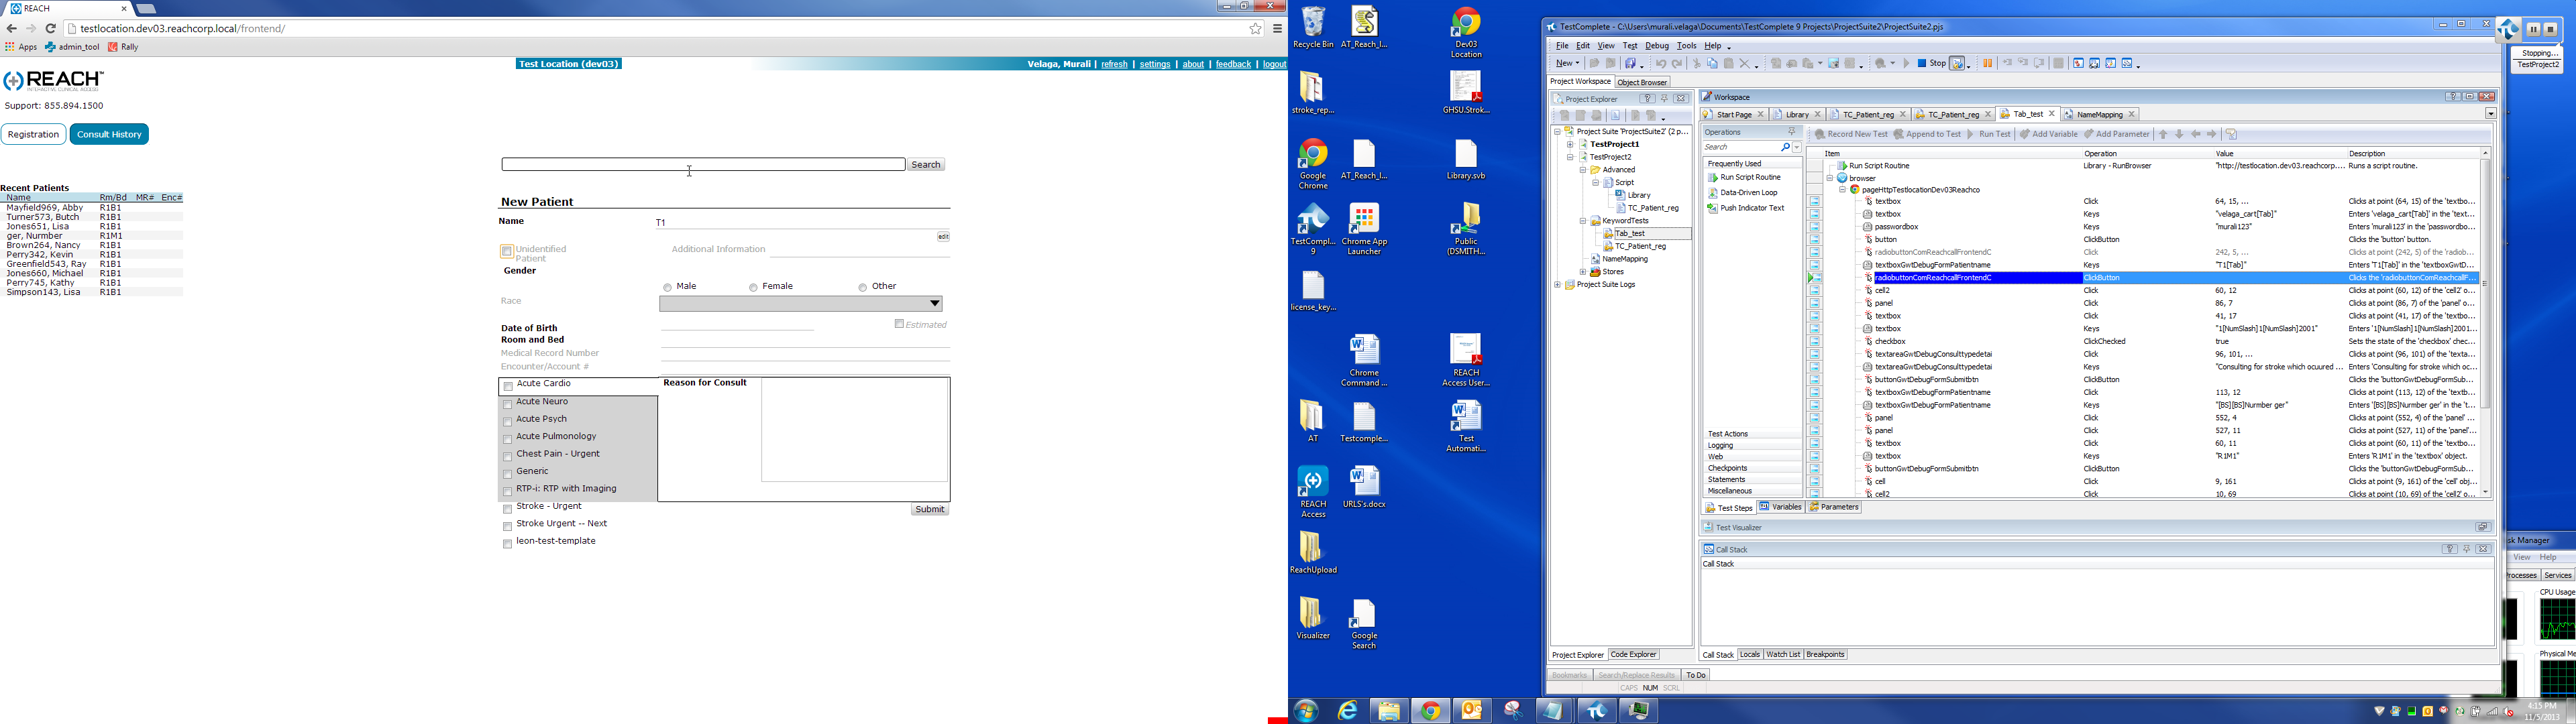 REACH
testlocation.dev03.reachcorp.local/frontend/
Apps admin_tool Rally
Test Location (dev03)
Velaga, Murali | refresh | settings | about | feedback | logout
REACH™
INTERACTIVE CLINICAL ACCESS
Support: 855.894.1500
Registration Consult History
Search
Recent Patients
Name Rm/Bd MR# Enc#
Mayfield969, Abby R1B1
Turner573, Butch R1B1
Jones651, Lisa R1B1
ger, Nurmber R1M1
Brown264, Nancy R1B1
Perry342, Kevin R1B1
Greenfield543, Ray R1B1
Jones660, Michael R1B1
Perry745, Kathy R1B1
Simpson143, Lisa R1B1
New Patient
Name T1
edit
Unidentified Patient Additional Information
Gender
Male Female Other
Race
Date of Birth Estimated
Room and Bed
Medical Record Number
Encounter/Account #
Acute Cardio
Acute Neuro
Acute Psych
Acute Pulmonology
Chest Pain - Urgent
Generic
RTP-i: RTP with Imaging
Stroke - Urgent
Stroke Urgent -- Next
leon-test-template
Reason for Consult
Submit
Recycle Bin
AT_Reach_I...
Dev03 Location
stroke_rep...
GHSU.Strok...
Google Chrome
AT_Reach_I...
Library.svb
TestCompl... 9
Chrome App Launcher
Public (DSMITH...
license_key...
Chrome Command ...
REACH Access User...
AT
Testcomple...
Test Automati...
REACH Access
URLS's.docx
ReachUpload
Visualizer
Google Search
TestComplete - C:\Users\murali.velaga\Documents\TestComplete 9 Projects\ProjectSuite2\ProjectSuite2.pjs
File Edit View Test Debug Tools Help
New Stop
Project Workspace Object Browser
Project Explorer
Project Suite 'ProjectSuite2' (2 p...
TestProject1
TestProject2
Advanced
Script
Library
TC_Patient_reg
KeywordTests
Tab_test
TC_Patient_reg
NameMapping
Stores
Project Suite Logs
Project Explorer Code Explorer
Workspace
Start Page Library TC_Patient_reg TC_Patient_reg Tab_test NameMapping
Operations
Search
Frequently Used
Run Script Routine
Data-Driven Loop
Push Indicator Text
Test Actions
Logging
Web
Checkpoints
Statements
Miscellaneous
Record New Test Append to Test Run Test Add Variable Add Parameter
Item Operation Value Description
Run Script Routine Library - RunBrowser "http://testlocation.dev03.reachcorp.... Runs a script routine.
browser
pageHttpTestlocationDev03Reachco
textbox Click 64, 15, ... Clicks at point (64, 15) of the 'textbo...
textbox Keys "velaga_cart[Tab]" Enters 'velaga_cart[Tab]' in the 'textbo...
passwordbox Keys "murali123" Enters 'murali123' in the 'passwordbo...
button ClickButton Clicks the 'button' button.
radiobuttonComReachcallFrontendC Click 242, 5, ... Clicks at point (242, 5) of the 'radiob...
textboxGwtDebugFormPatientname Keys "T1[Tab]" Enters 'T1[Tab]' in the 'textboxGwtD...
radiobuttonComReachcallFrontendC ClickButton Clicks the 'radiobuttonComReachcallF...
cell2 Click 60, 12 Clicks at point (60, 12) of the 'cell2' o...
panel Click 86, 7 Clicks at point (86, 7) of the 'panel' o...
textbox Click 41, 17 Clicks at point (41, 17) of the 'textbo...
textbox Keys "1[NumSlash]1[NumSlash]2001" Enters '1[NumSlash]1[NumSlash]2001...
checkbox ClickChecked true Sets the state of the 'checkbox' chec...
textareaGwtDebugConsulttypedetai Click 96, 101, ... Clicks at point (96, 101) of the 'texta...
textareaGwtDebugConsulttypedetai Keys "Consulting for stroke which ocuured ... Enters 'Consulting for stroke which oc...
buttonGwtDebugFormSubmitbtn ClickButton Clicks the 'buttonGwtDebugFormSub...
textboxGwtDebugFormPatientname Click 113, 12 Clicks at point (113, 12) of the 'textb...
textboxGwtDebugFormPatientname Keys "[BS][BS]Nurmber ger" Enters '[BS][BS]Nurmber ger' in the 't...
panel Click 552, 4 Clicks at point (552, 4) of the 'panel' ...
panel Click 527, 11 Clicks at point (527, 11) of the 'panel'...
textbox Click 60, 11 Clicks at point (60, 11) of the 'textbo...
textbox Keys "R1M1" Enters 'R1M1' in the 'textbox' object.
buttonGwtDebugFormSubmitbtn ClickButton Clicks the 'buttonGwtDebugFormSub...
cell Click 9, 161 Clicks at point (9, 161) of the 'cell' obj...
cell2 Click 10, 69 Clicks at point (10, 69) of the 'cell2' o...
Test Steps Variables Parameters
Test Visualizer
Call Stack
Call Stack
Call Stack Locals Watch List Breakpoints
Bookmarks Search/Replace Results To Do
CAPS NUM SCRL
Stopping...
TestProject2
sk Manager
View Help
rocesses Services
CPU Usage
Physical Me
4:15 PM
11/5/2013